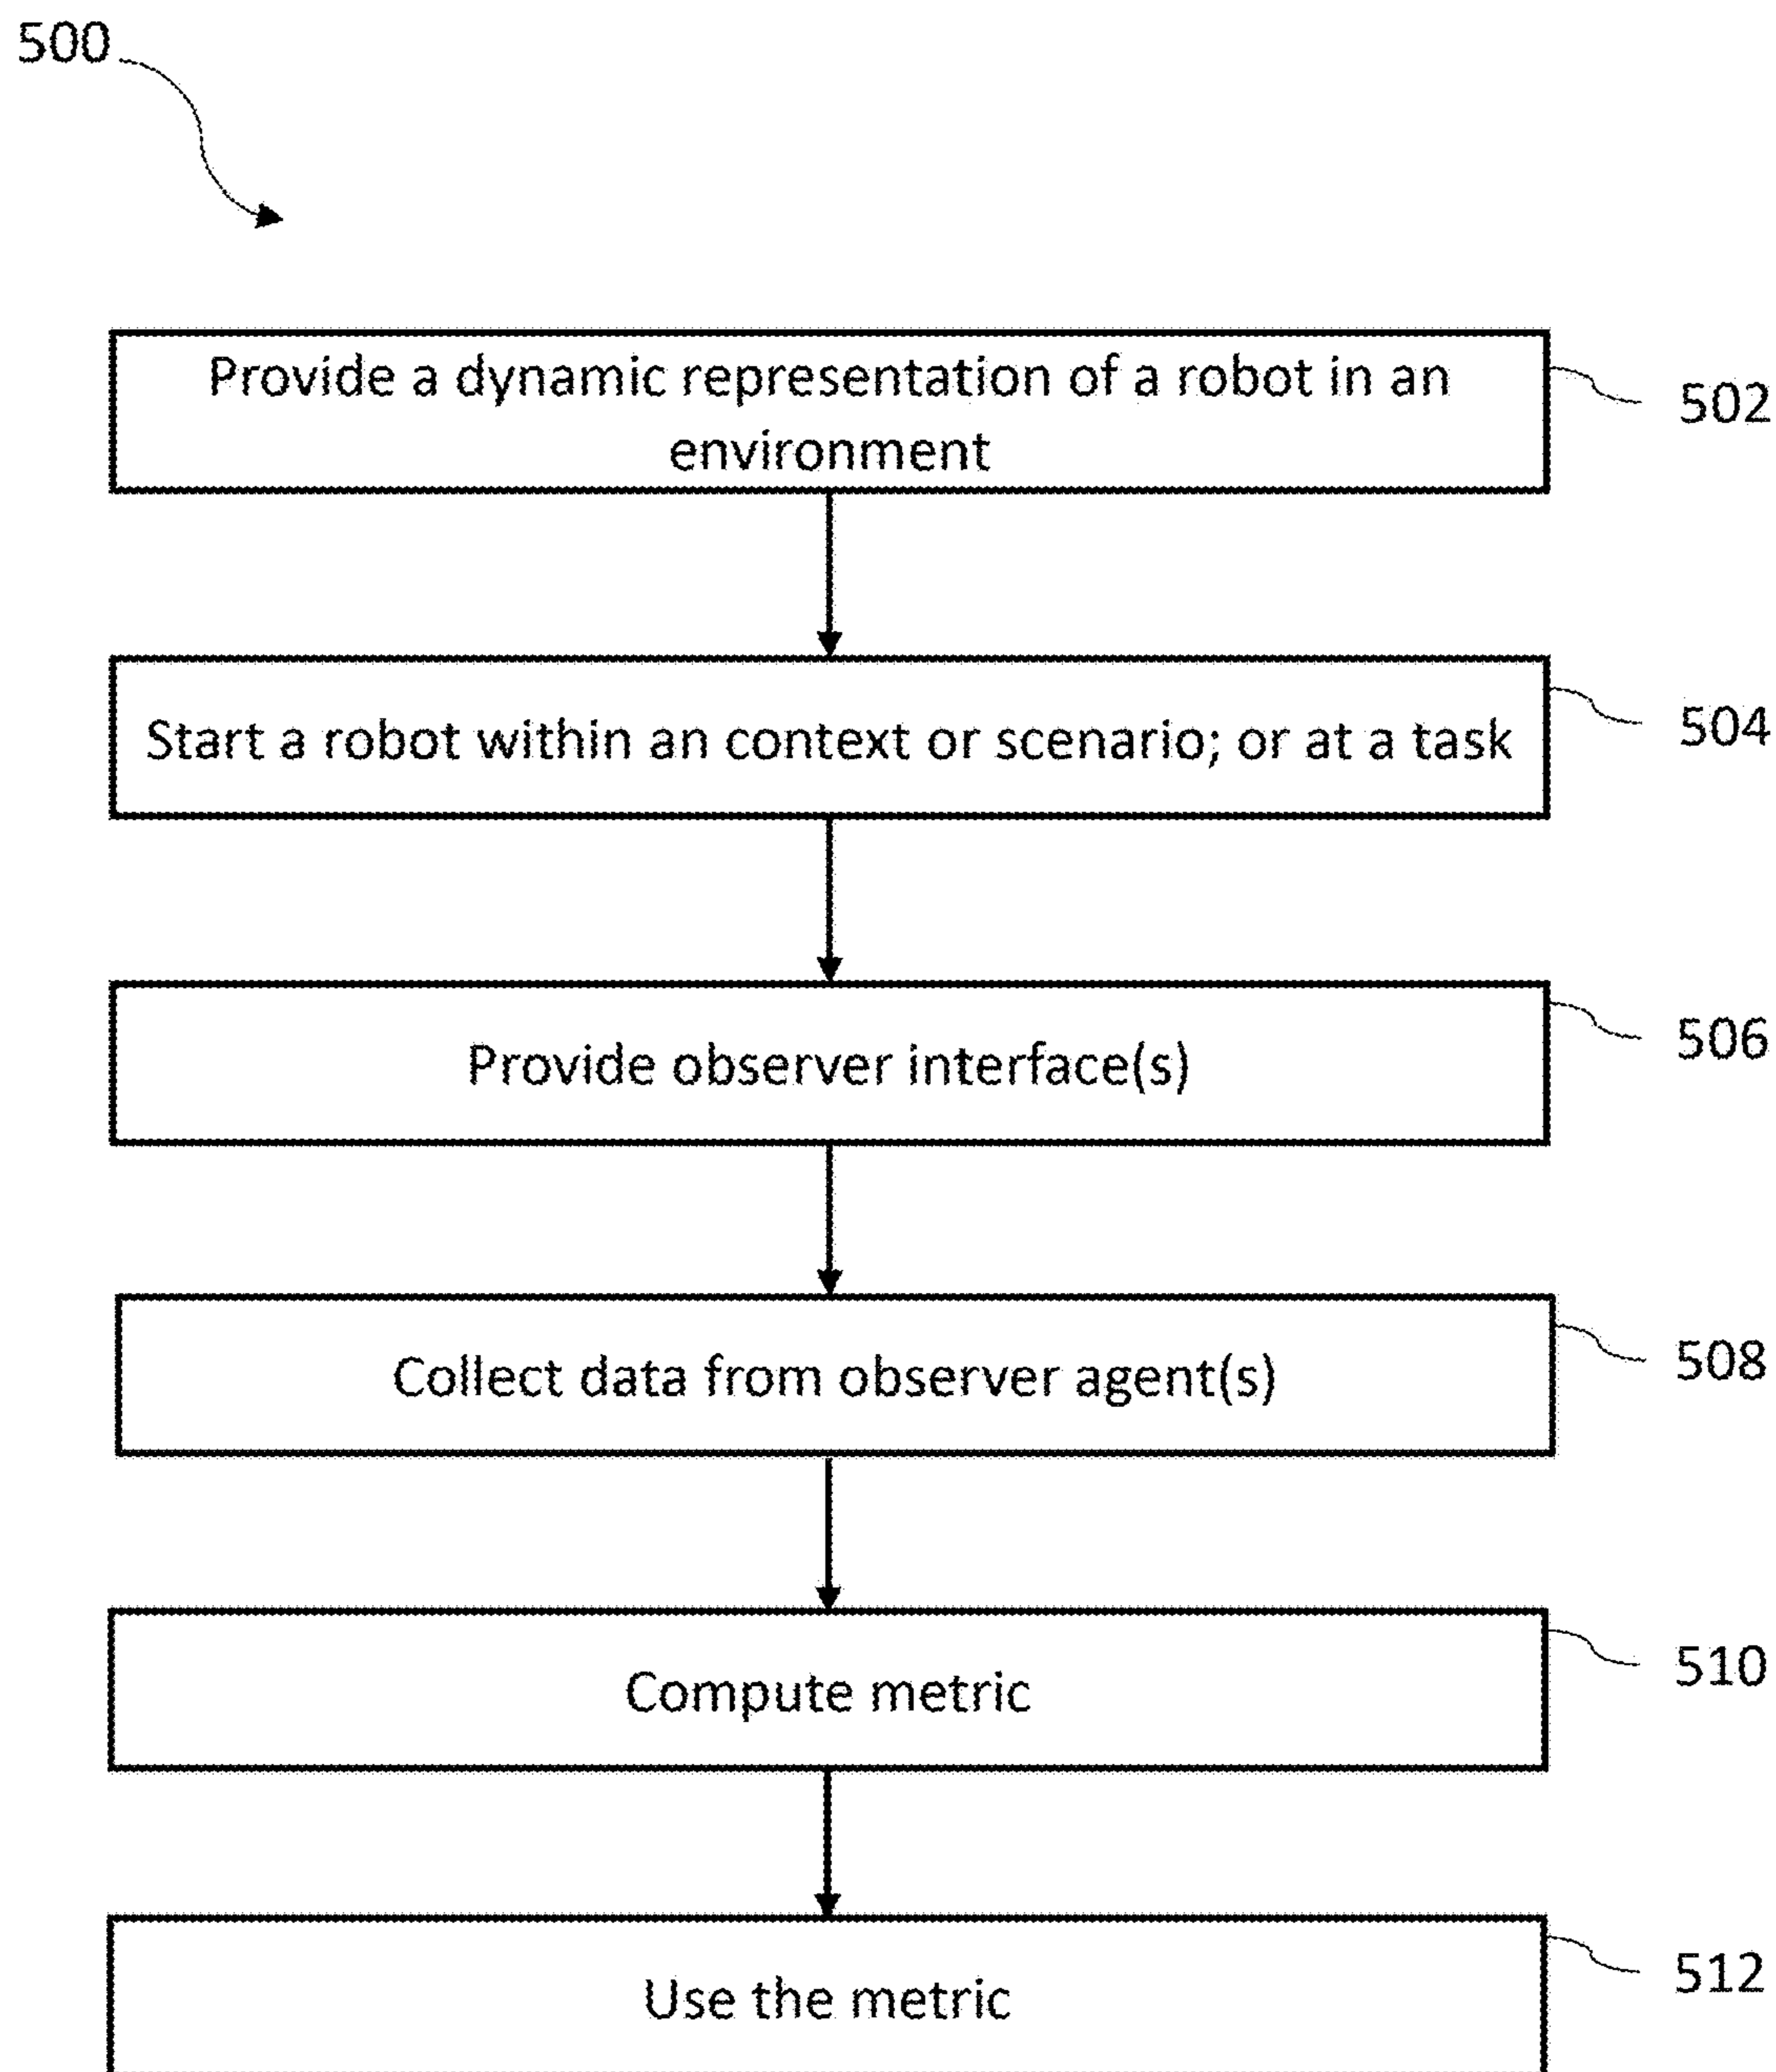 500
Provide a dynamic representation of a robot in an
environment
502
Start a robot within an context or scenario; or at a task
504
Provide observer interface(s)
506
Collect data from observer agent(s)
508
Compute metric
510
Use the metric
512